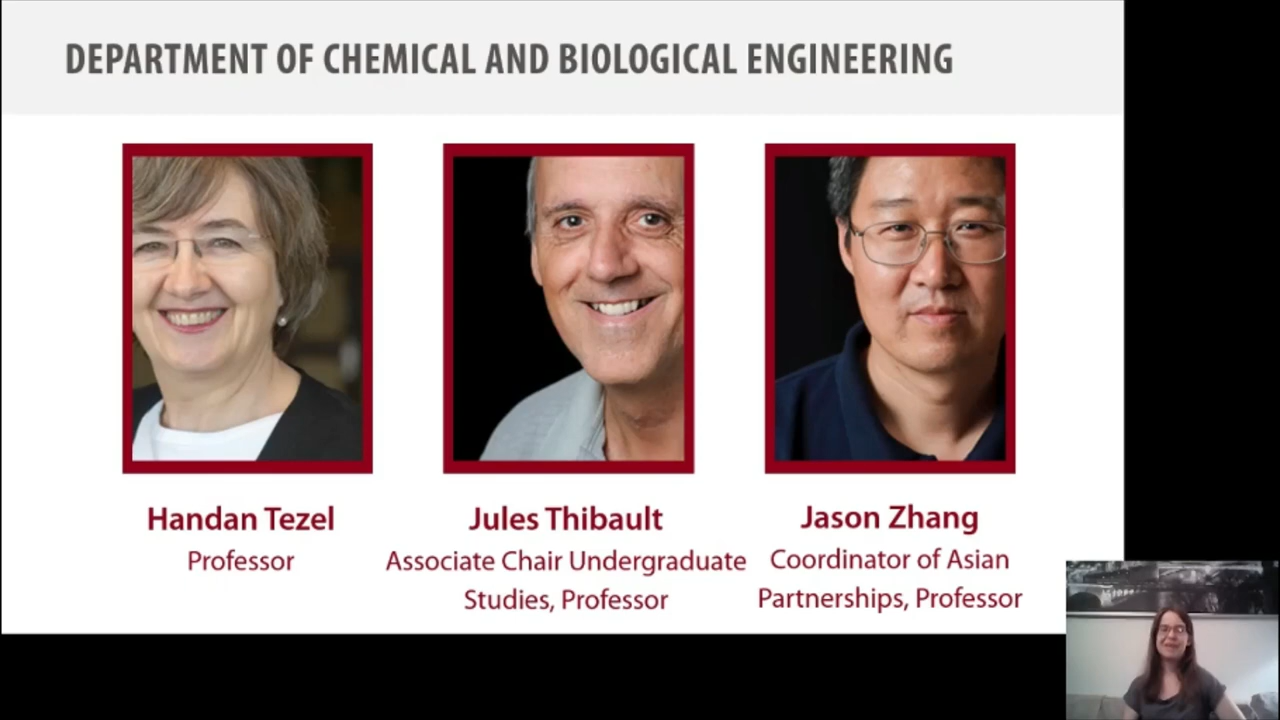 DEPARTMENT OF CHEMICAL AND BIOLOGICAL ENGINEERING
Handan Tezel
Professor
Jules Thibault
Associate Chair Undergraduate
Studies, Professor
Jason Zhang
Coordinator of Asian
Partnerships, Professor